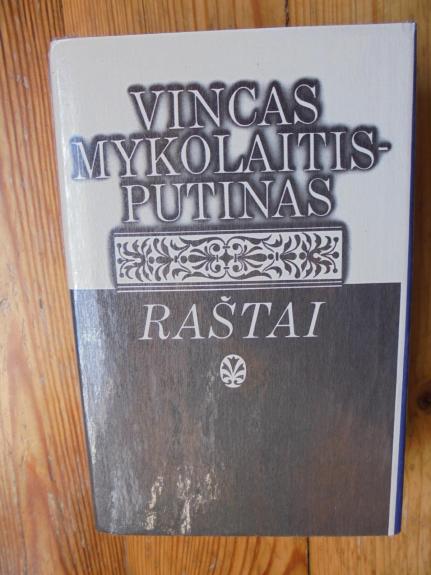 VINCAS
MYKOLAITIS-
PUTINAS
RAŠTAI